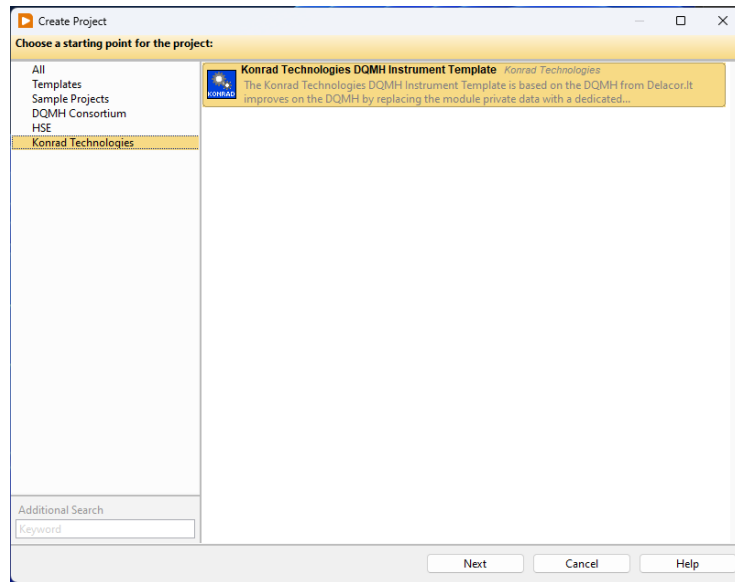 Create Project
Choose a starting point for the project:
All
Templates
Sample Projects
DQMH Consortium
HSE
Konrad Technologies
KONRAD
Konrad Technologies DQMH Instrument Template Konrad Technologies
The Konrad Technologies DQMH Instrument Template is based on the DQMH from Delacor.It
improves on the DQMH by replacing the module private data with a dedicated...
Additional Search
Keyword
Next Cancel Help